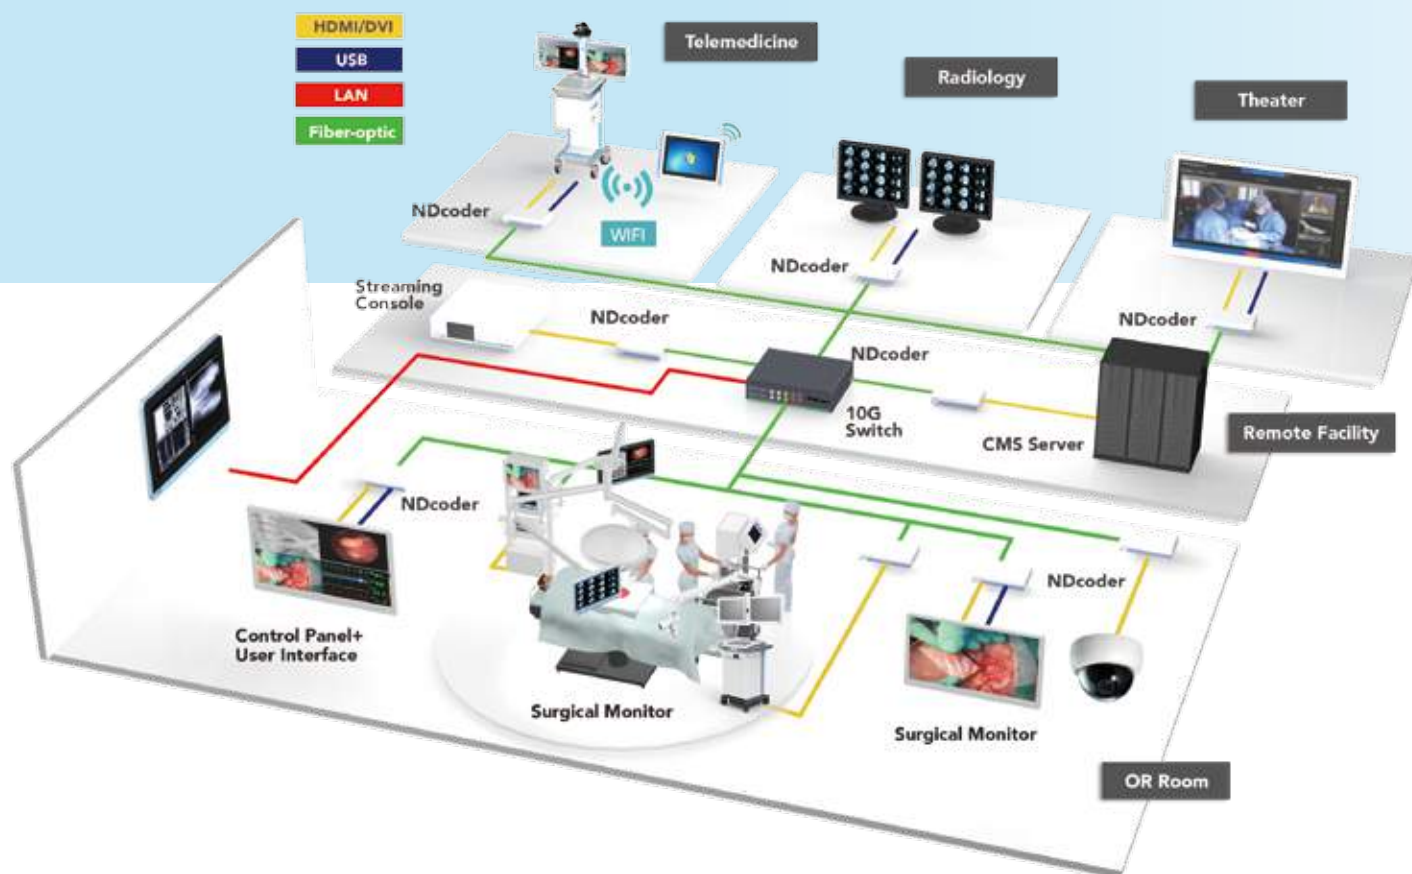 HDMI/DVI
USB
LAN
Fiber-optic
Telemedicine
Radiology
Theater
NDcoder
WIFI
NDcoder
Streaming
Console
NDcoder
NDcoder
NDcoder
10G
Switch
CMS Server
Remote Facility
NDcoder
NDcoder
Control Panel+
User Interface
Surgical Monitor
Surgical Monitor
OR Room